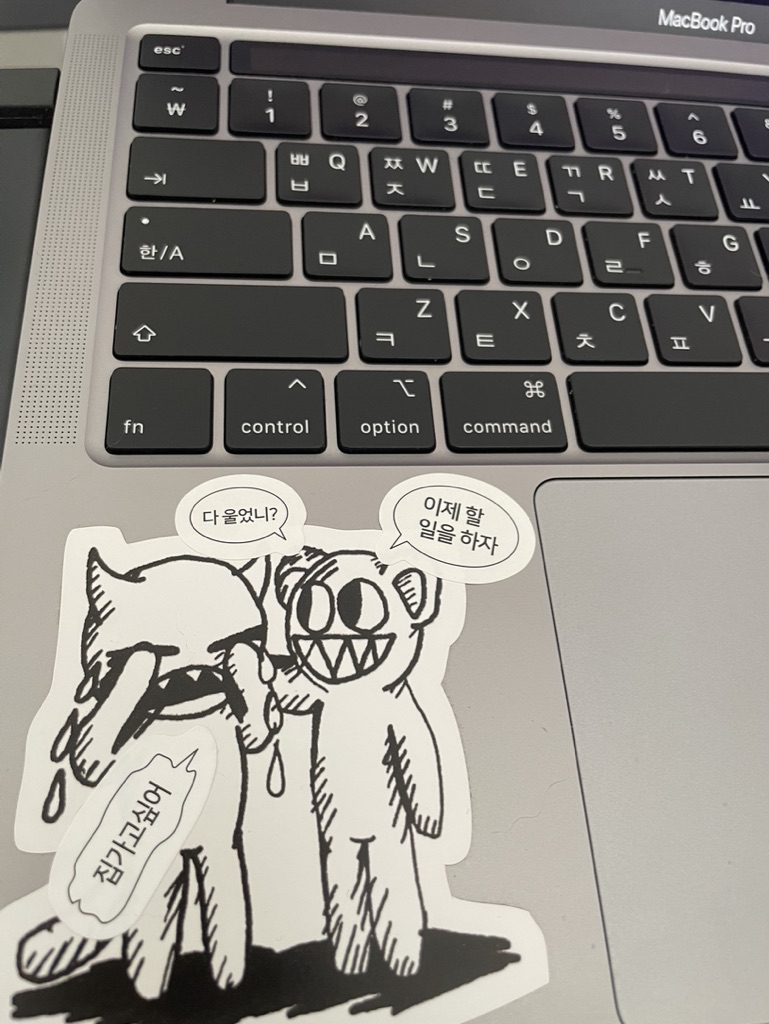 MacBook Pro
esc
~ ! @ # $ % ^
₩ 1 2 3 4 5 6
ㅃ Q ㅉ W ㄸ E ㄲ R ㅆ T
ㅂ ㅈ ㄷ ㄱ ㅅ ㅛ
한/A
A S D F G
ㅁ ㄴ ㅇ ㄹ ㅎ
Z X C V
ㅋ ㅌ ㅊ ㅍ
fn control option command
다 울었니?
이제 할
일을 하자
집가고싶어